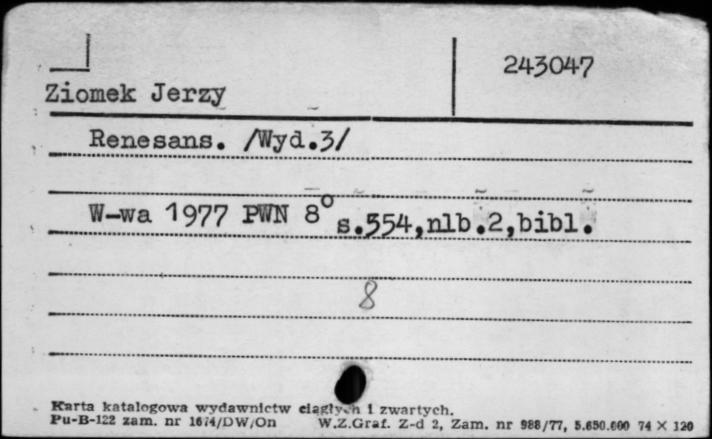 243047
Ziomek Jerzy
Renesans. /Wyd.3/
W-wa 1977 PWN 8° s.354,nlb.2,bibl.
8
Karta katalogowa wydawnictw ciągłych i zwartych.
Pu-B-122 zam. nr 1674/DW/On W.Z.Graf. Z-d 2, Zam. nr 988/77, 5.650.000 74 X 120